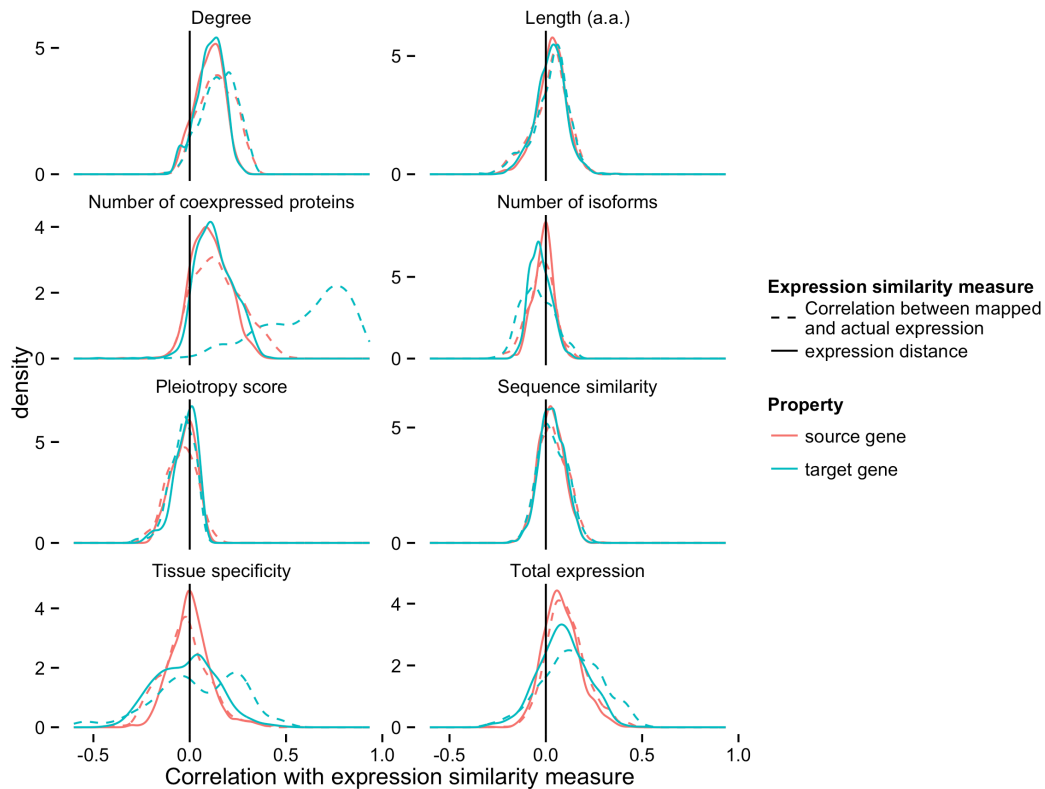 Degree
Length (a.a.)
5
0
5
0
Number of coexpressed proteins
Number of isoforms
4
2
0
5
0
Pleiotropy score
Sequence similarity
5
0
5
0
Tissue specificity
Total expression
4
2
0
4
2
0
-0.5 0.0 0.5 1.0
-0.5 0.0 0.5 1.0
Correlation with expression similarity measure
density
Expression similarity measure
Correlation between mapped
and actual expression
expression distance
Property
source gene
target gene